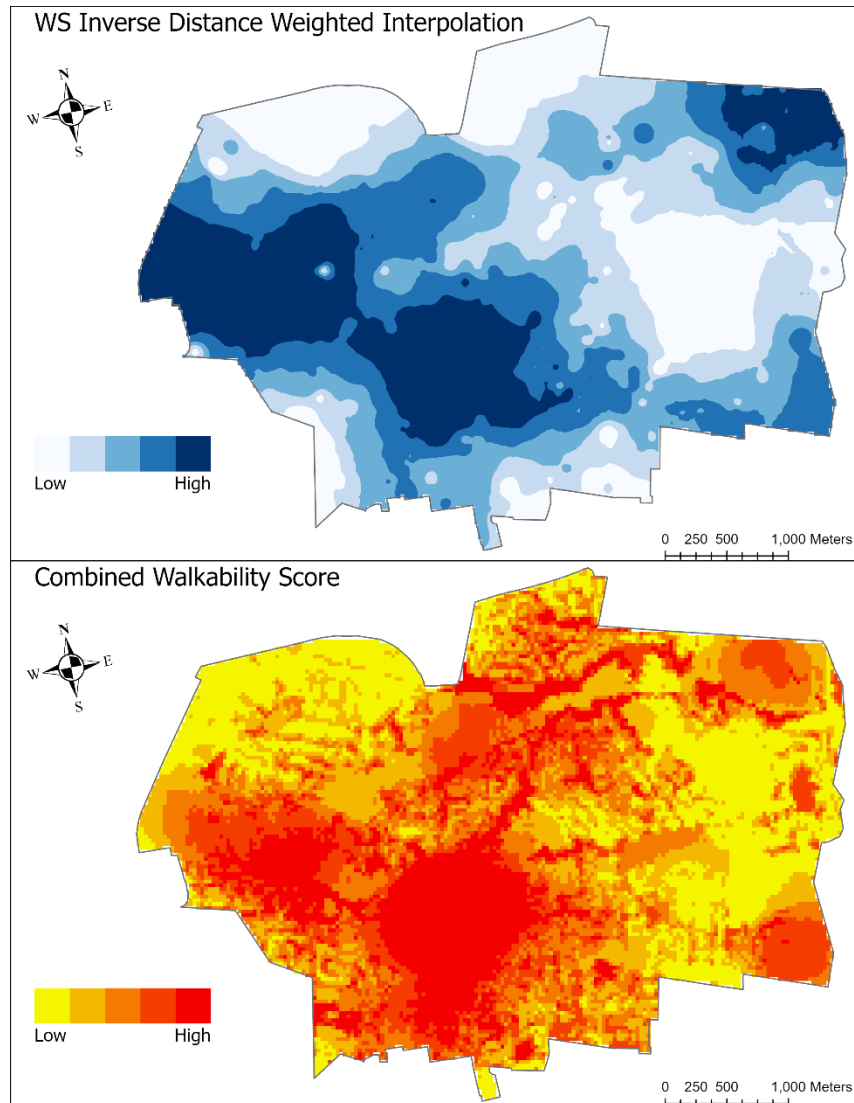 WS Inverse Distance Weighted Interpolation
N
W E
S
Low High
0 250 500 1,000 Meters
Combined Walkability Score
N
W E
S
Low High
0 250 500 1,000 Meters